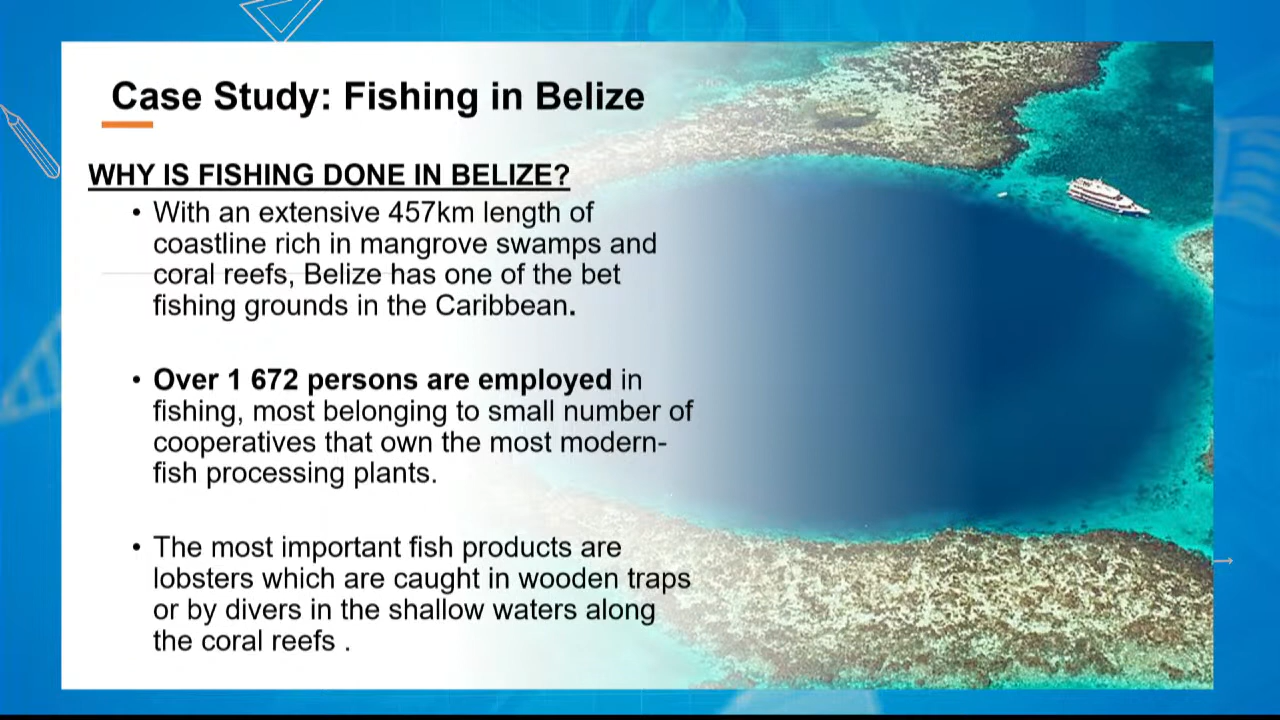 Case Study: Fishing in Belize
WHY IS FISHING DONE IN BELIZE?
• With an extensive 457km length of
coastline rich in mangrove swamps and
coral reefs, Belize has one of the bet
fishing grounds in the Caribbean.
• Over 1 672 persons are employed in
fishing, most belonging to small number of
cooperatives that own the most modern-
fish processing plants.
• The most important fish products are
lobsters which are caught in wooden traps
or by divers in the shallow waters along
the coral reefs .